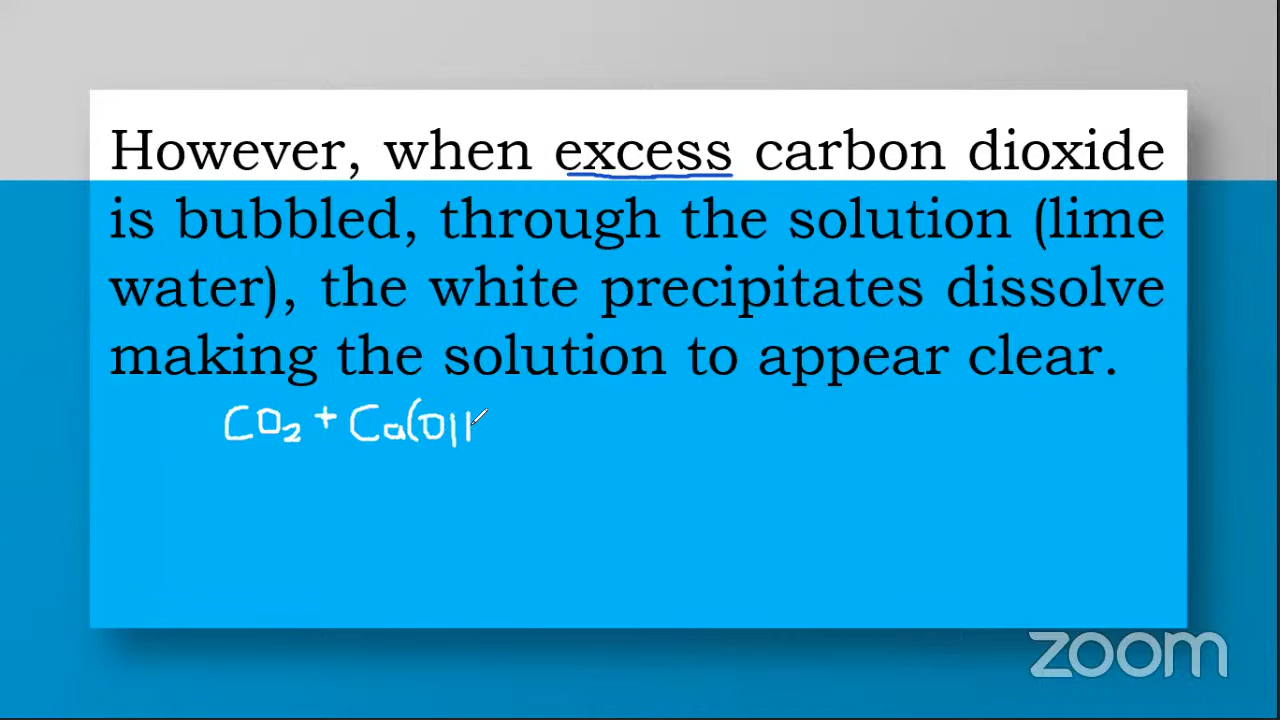 However, when excess carbon dioxide
is bubbled, through the solution (lime
water), the white precipitates dissolve
making the solution to appear clear.
CO₂ + Ca(OH
zoom